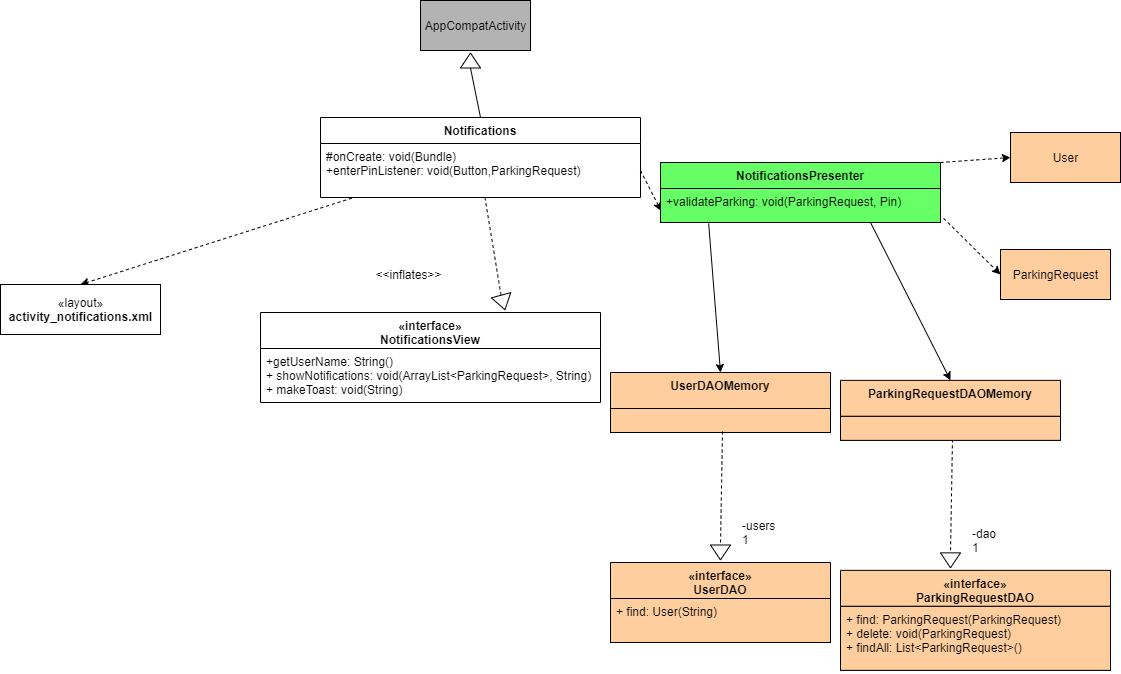 AppCompatActivity
Notifications
#onCreate: void(Bundle)
+enterPinListener: void(Button,ParkingRequest)
NotificationsPresenter
+validateParking: void(ParkingRequest, Pin)
User
ParkingRequest
<<inflates>>
«layout»
activity_notifications.xml
«interface»
NotificationsView
+getUserName: String()
+ showNotifications: void(ArrayList<ParkingRequest>, String)
+ makeToast: void(String)
UserDAOMemory
ParkingRequestDAOMemory
-users
1
-dao
1
«interface»
UserDAO
+ find: User(String)
«interface»
ParkingRequestDAO
+ find: ParkingRequest(ParkingRequest)
+ delete: void(ParkingRequest)
+ findAll: List<ParkingRequest>()